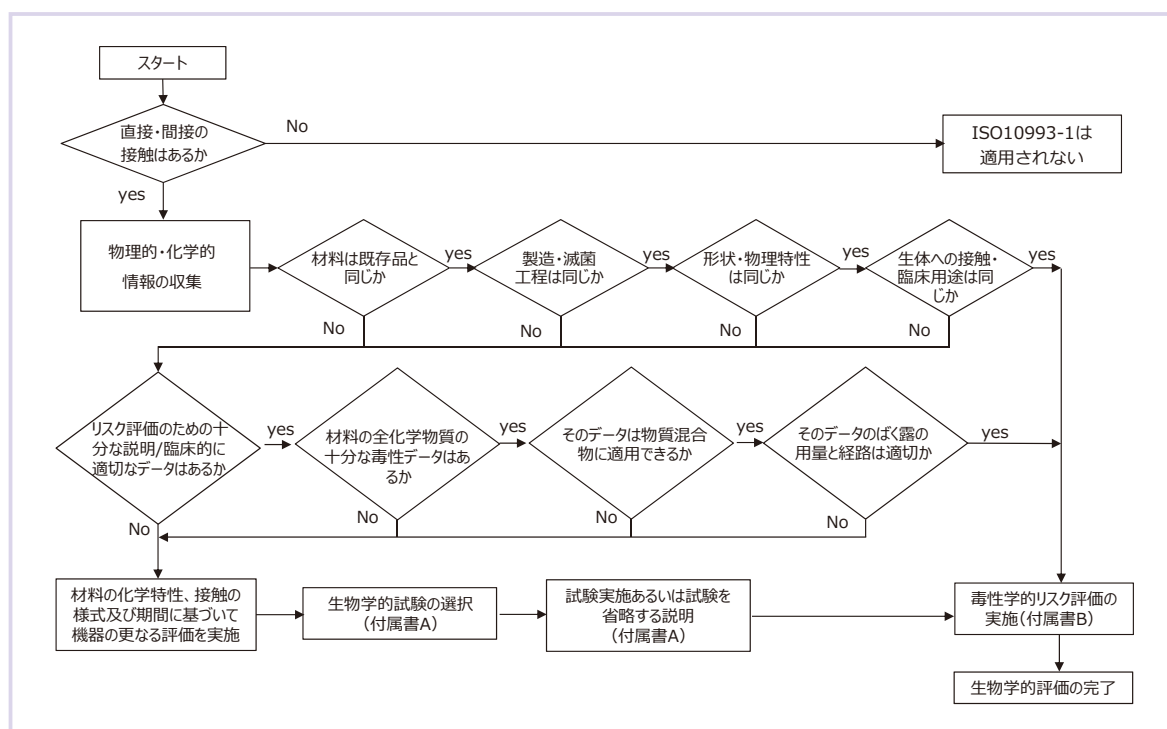 スタート
直接・間接の
接触はあるか
No
ISO10993-1は
適用されない
yes
物理的・化学的
情報の収集
材料は既存品と
同じか
yes
製造・滅菌
工程は同じか
yes
形状・物理特性
は同じか
yes
生体への接触・
臨床用途は同
じか
yes
No
No
No
No
リスク評価のための十
分な説明/臨床的に
適切なデータはあるか
yes
材料の全化学物質の
十分な毒性データはあ
るか
yes
そのデータは物質混合
物に適用できるか
yes
そのデータのばく露の
用量と経路は適切か
yes
No
No
No
No
材料の化学特性、接触の
様式及び期間に基づいて
機器の更なる評価を実施
生物学的試験の選択
（付属書A）
試験実施あるいは試験を
省略する説明
（付属書A）
毒性学的リスク評価の
実施（付属書B）
生物学的評価の完了